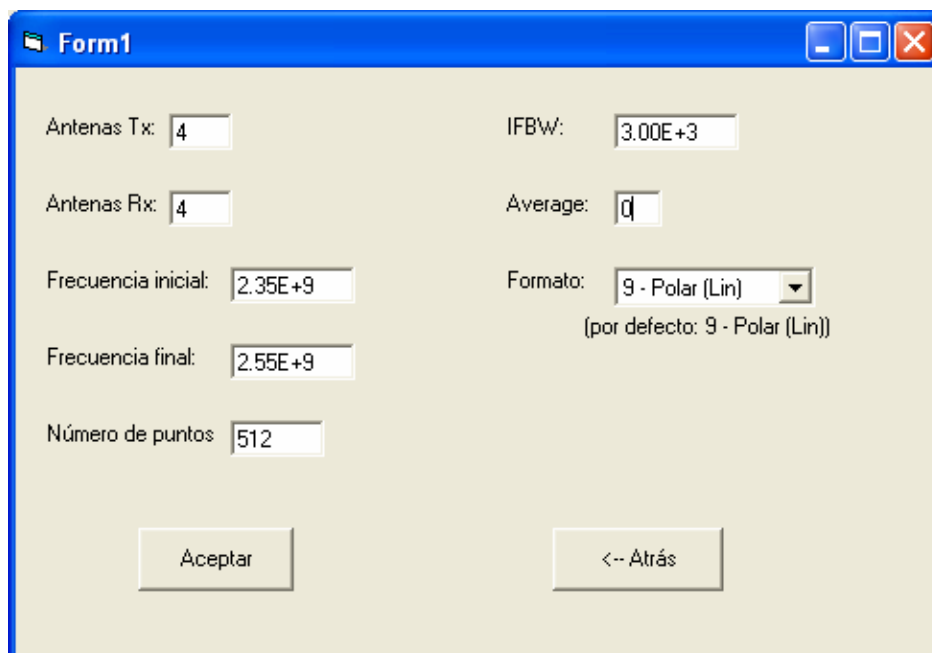 Form1
Antenas Tx: 4
IFBW: 3.00E+3
Antenas Rx: 4
Average: 0
Frecuencia inicial: 2.35E+9
Formato: 9 - Polar (Lin)
(por defecto: 9 - Polar (Lin))
Frecuencia final: 2.55E+9
Número de puntos 512
Aceptar
<-- Atrás